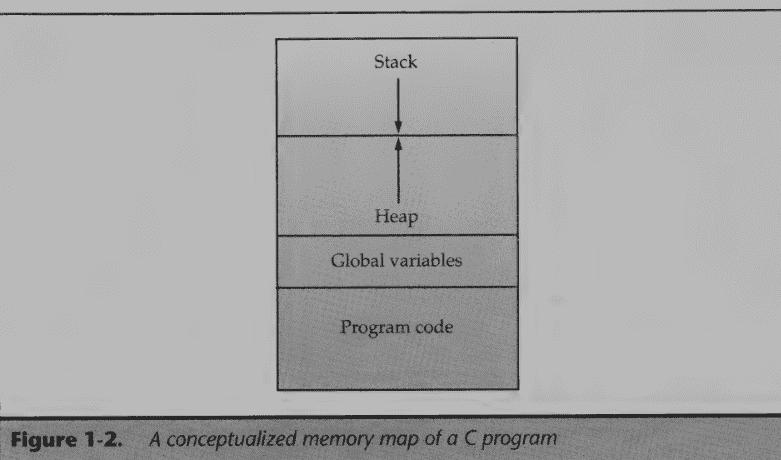 Stack
Heap
Global variables
Program code
Figure 1-2. A conceptualized memory map of a C program